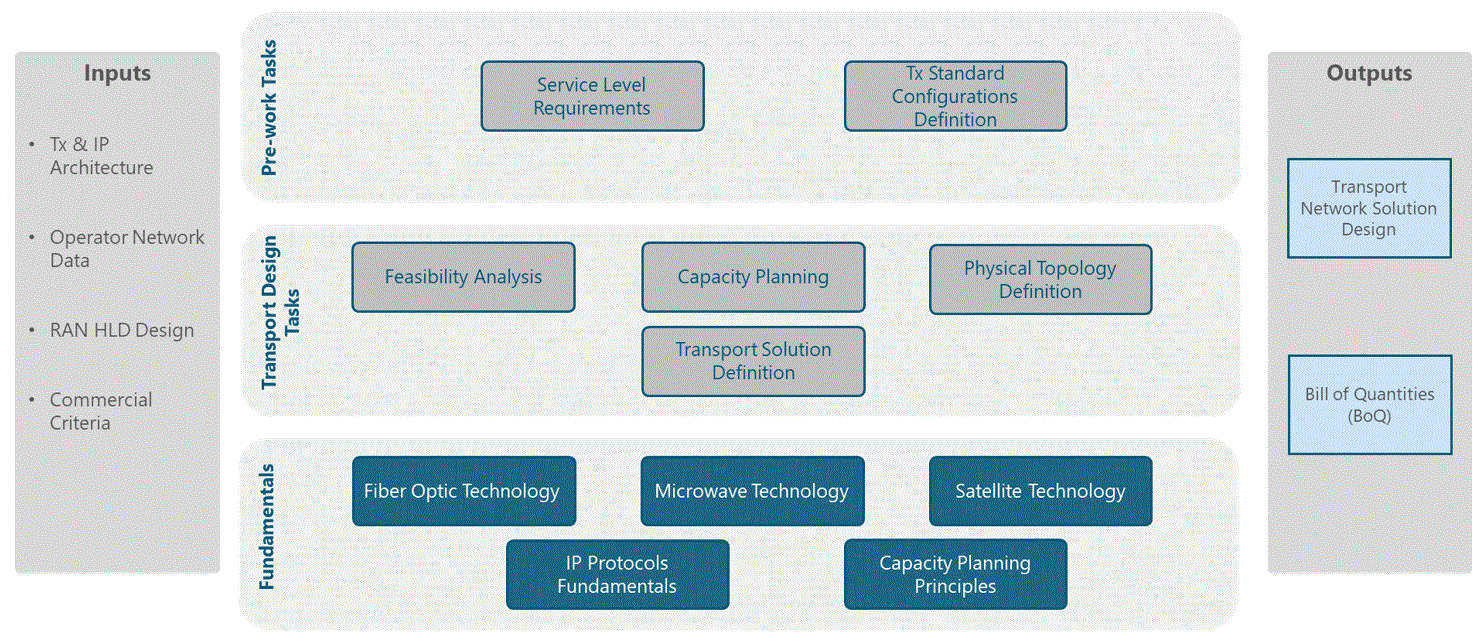 Inputs
• Tx & IP
Architecture
• Operator Network
Data
• RAN HLD Design
• Commercial
Criteria
Pre-work Tasks
Service Level
Requirements
Tx Standard
Configurations
Definition
Transport Design
Tasks
Feasibility Analysis
Capacity Planning
Physical Topology
Definition
Transport Solution
Definition
Fundamentals
Fiber Optic Technology
Microwave Technology
Satellite Technology
IP Protocols
Fundamentals
Capacity Planning
Principles
Outputs
Transport
Network Solution
Design
Bill of Quantities
(BoQ)